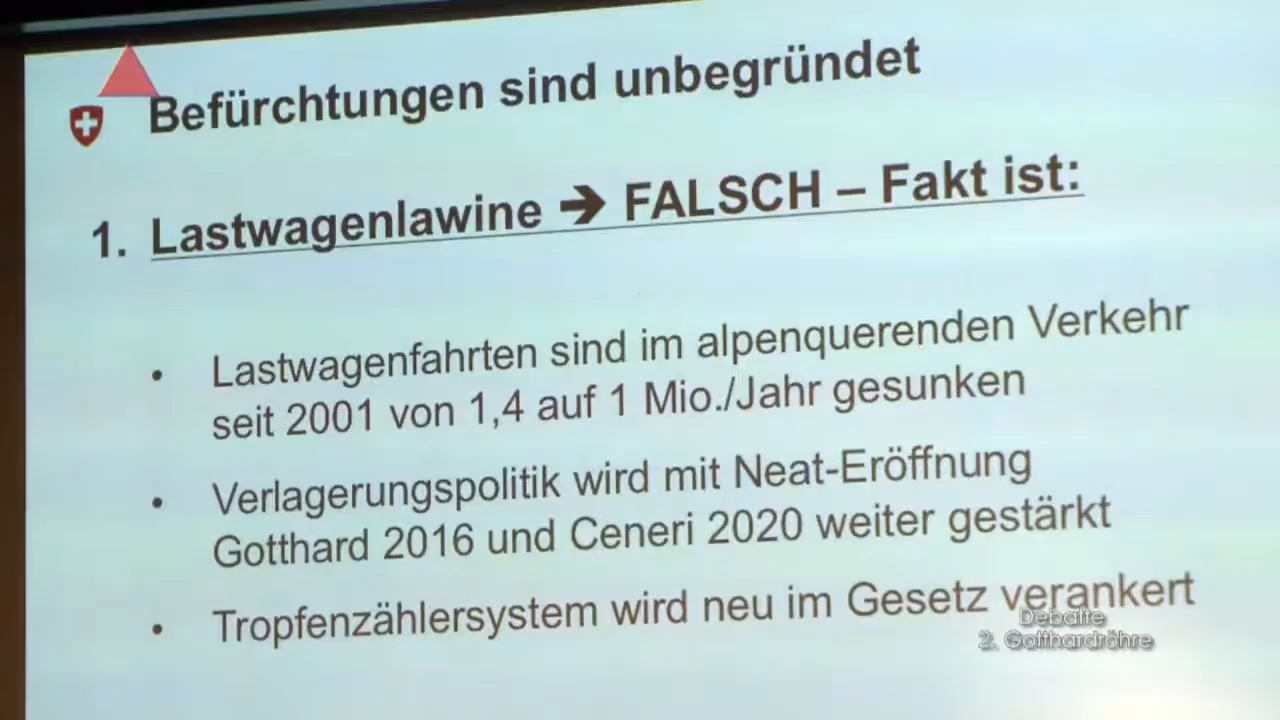 Befürchtungen sind unbegründet
1. Lastwagenlawine ➔ FALSCH – Fakt ist:
• Lastwagenfahrten sind im alpenquerenden Verkehr
seit 2001 von 1,4 auf 1 Mio./Jahr gesunken
• Verlagerungspolitik wird mit Neat-Eröffnung
Gotthard 2016 und Ceneri 2020 weiter gestärkt
• Tropfenzählersystem wird neu im Gesetz verankert
Debatte
2. Gotthardröhre